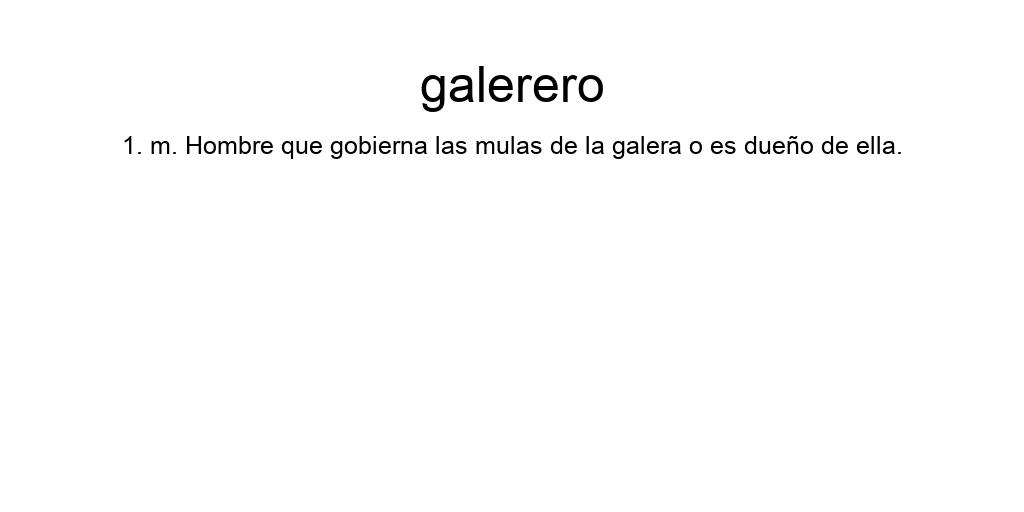 galerero
1. m. Hombre que gobierna las mulas de la galera o es dueño de ella.